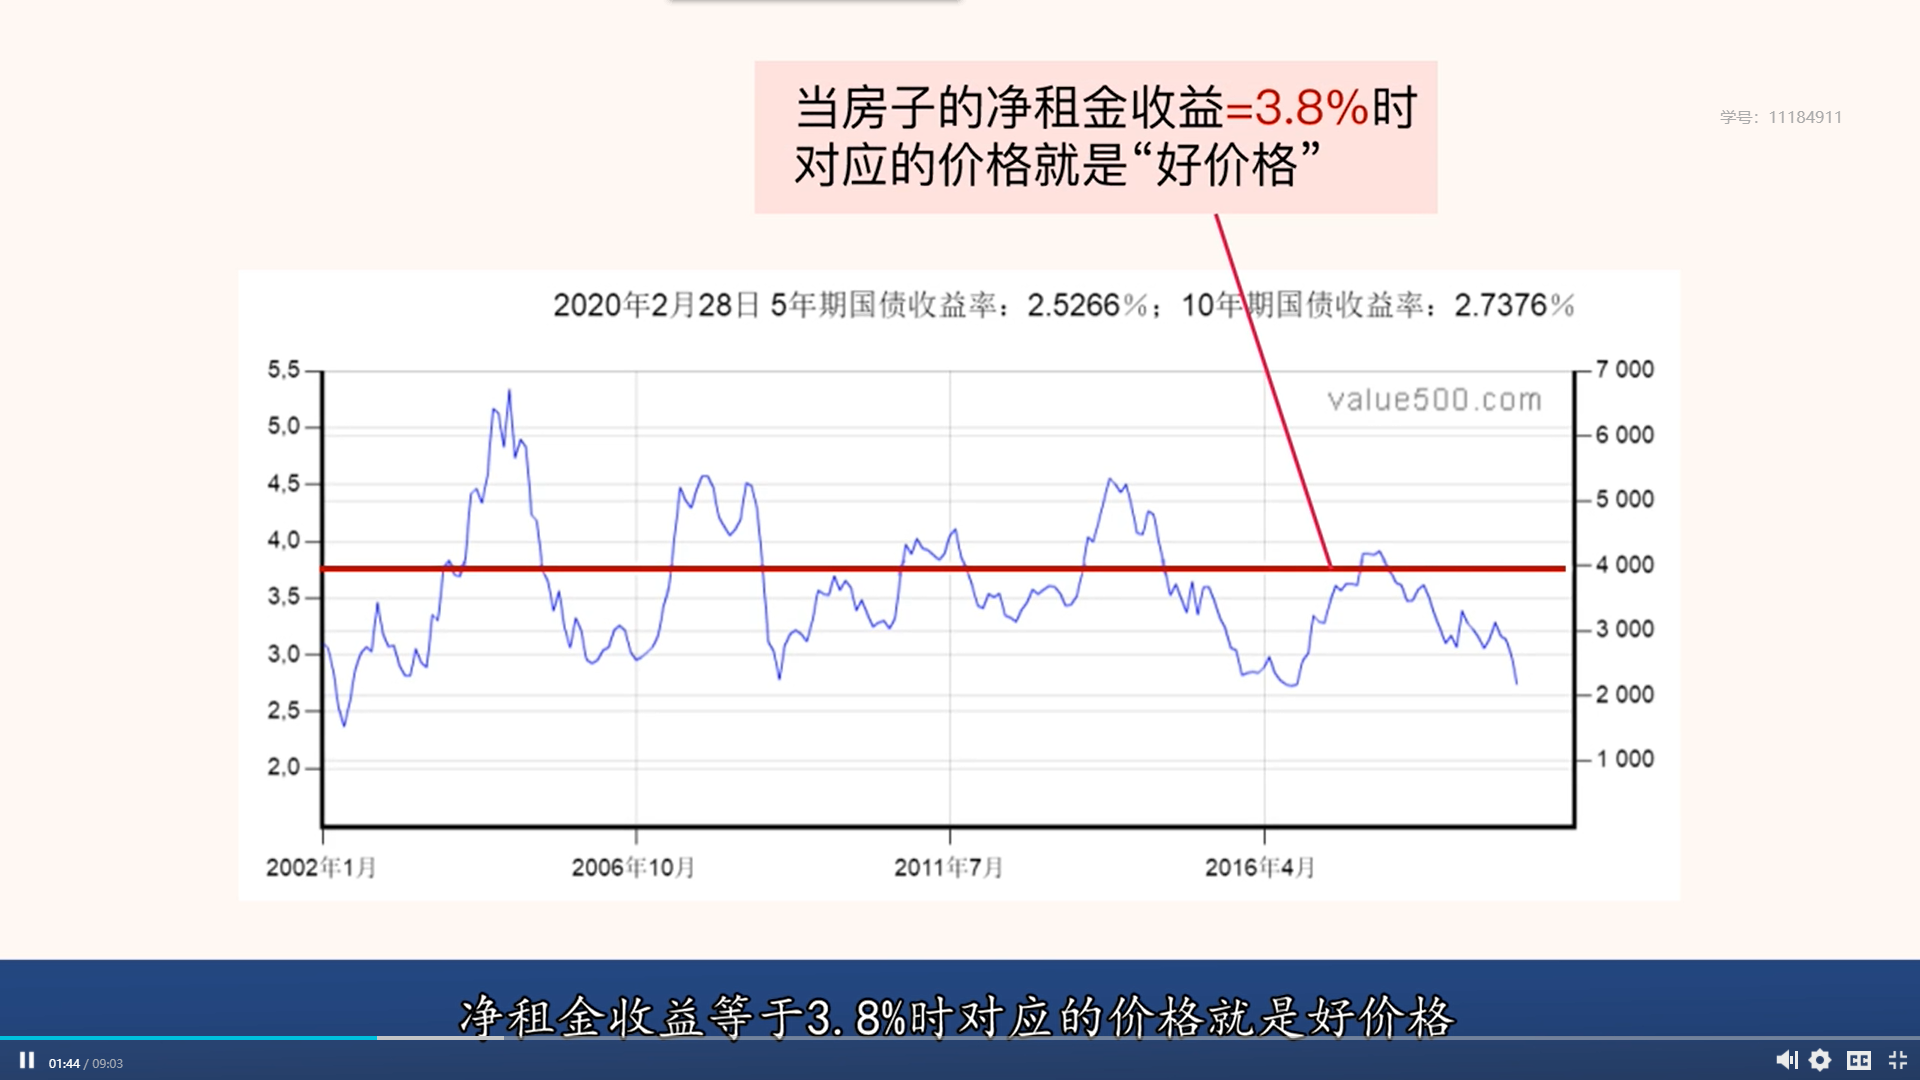 当房子的净租金收益=3.8%时
对应的价格就是“好价格”
学号：11184911
2020年2月28日 5年期国债收益率：2.5266%；10年期国债收益率：2.7376%
value500.com
5,5
5,0
4,5
4,0
3,5
3,0
2,5
2,0
7 000
6 000
5 000
4 000
3 000
2 000
1 000
2002年1月 2006年10月 2011年7月 2016年4月
净租金收益等于3.8%时对应的价格就是好价格
01:44 / 09:03
CC